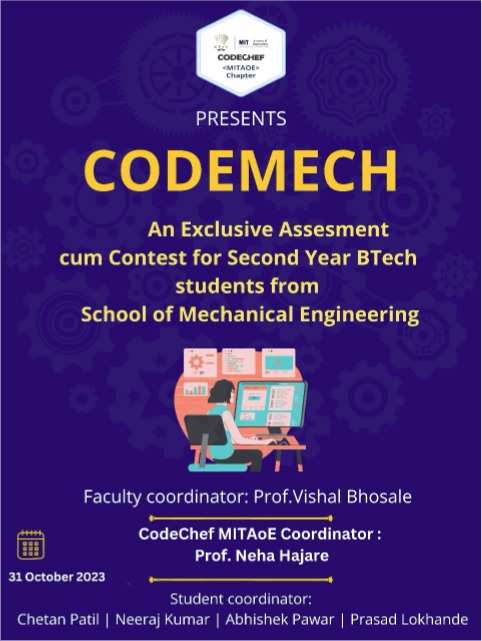 MIT
CODECHEF
<MITAOE>
Chapter
PRESENTS
CODEMECH
An Exclusive Assesment
cum Contest for Second Year BTech
students from
School of Mechanical Engineering
Faculty coordinator: Prof.Vishal Bhosale
CodeChef MITAoE Coordinator :
Prof. Neha Hajare
31 October 2023
Student coordinator:
Chetan Patil | Neeraj Kumar | Abhishek Pawar | Prasad Lokhande